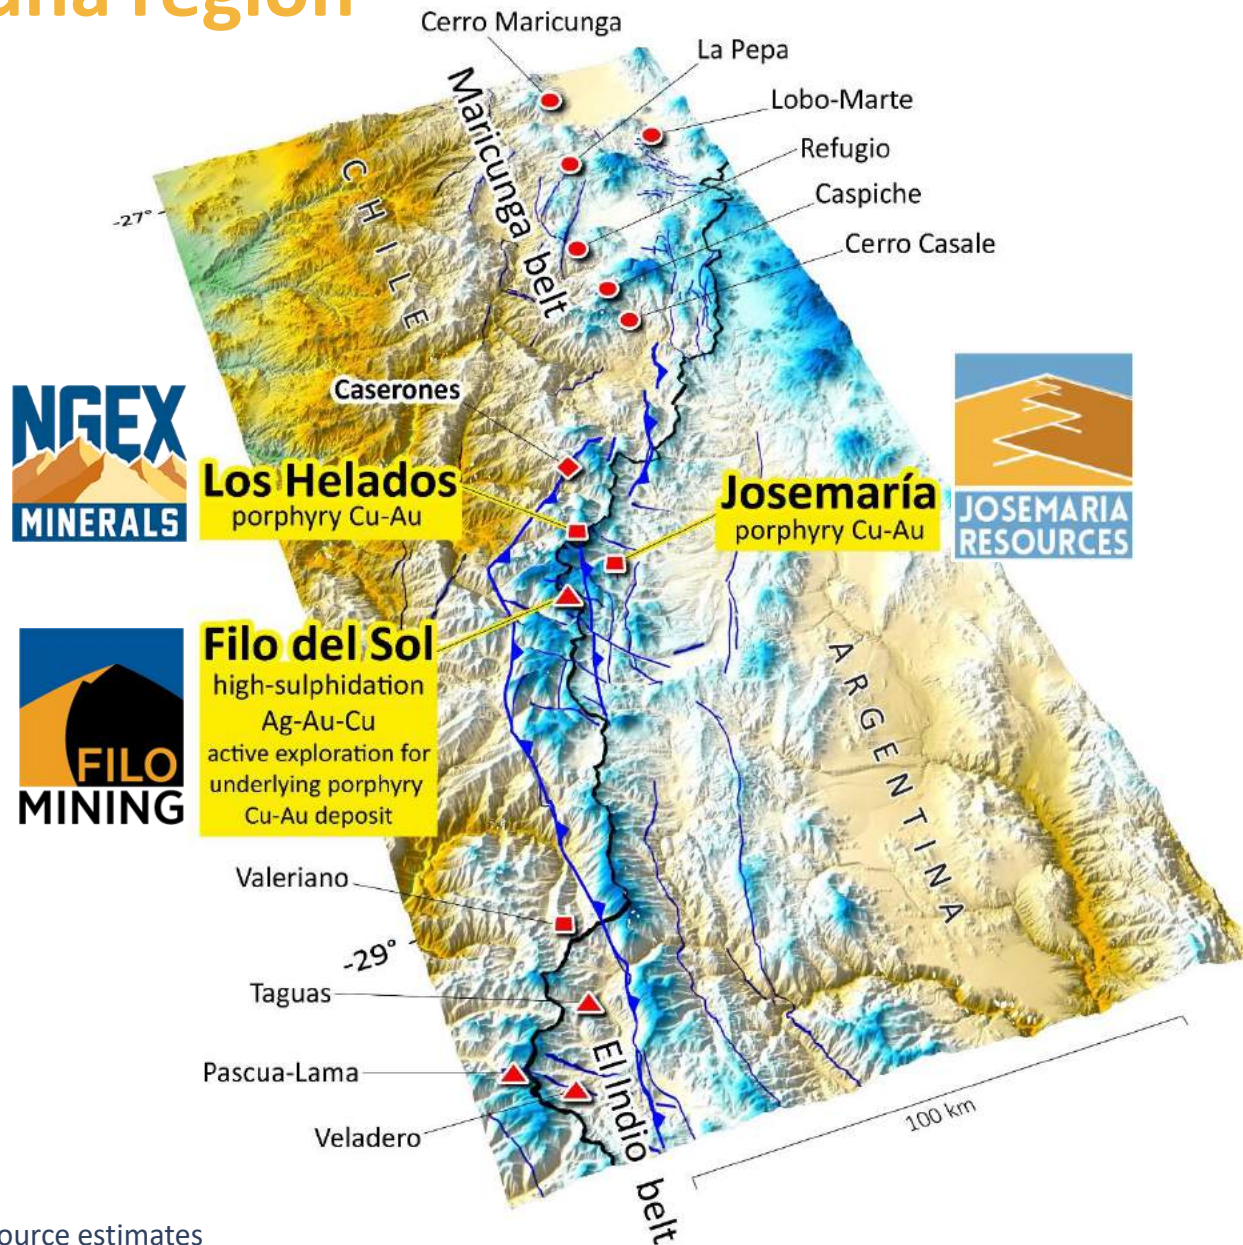 región
Cerro Maricunga
La Pepa
Lobo-Marte
Refugio
Caspiche
Cerro Casale
Maricunga belt
CHILE
-27°
Caserones
NGEX
MINERALS
Los Helados
porphyry Cu-Au
Josemaría
porphyry Cu-Au
JOSEMARIA
RESOURCES
Filo del Sol
high-sulphidation
Ag-Au-Cu
active exploration for
underlying porphyry
Cu-Au deposit
FILO
MINING
ARGENTINA
Valeriano
-29°
Taguas
Pascua-Lama
Veladero
El Indio belt
100 km
estimates